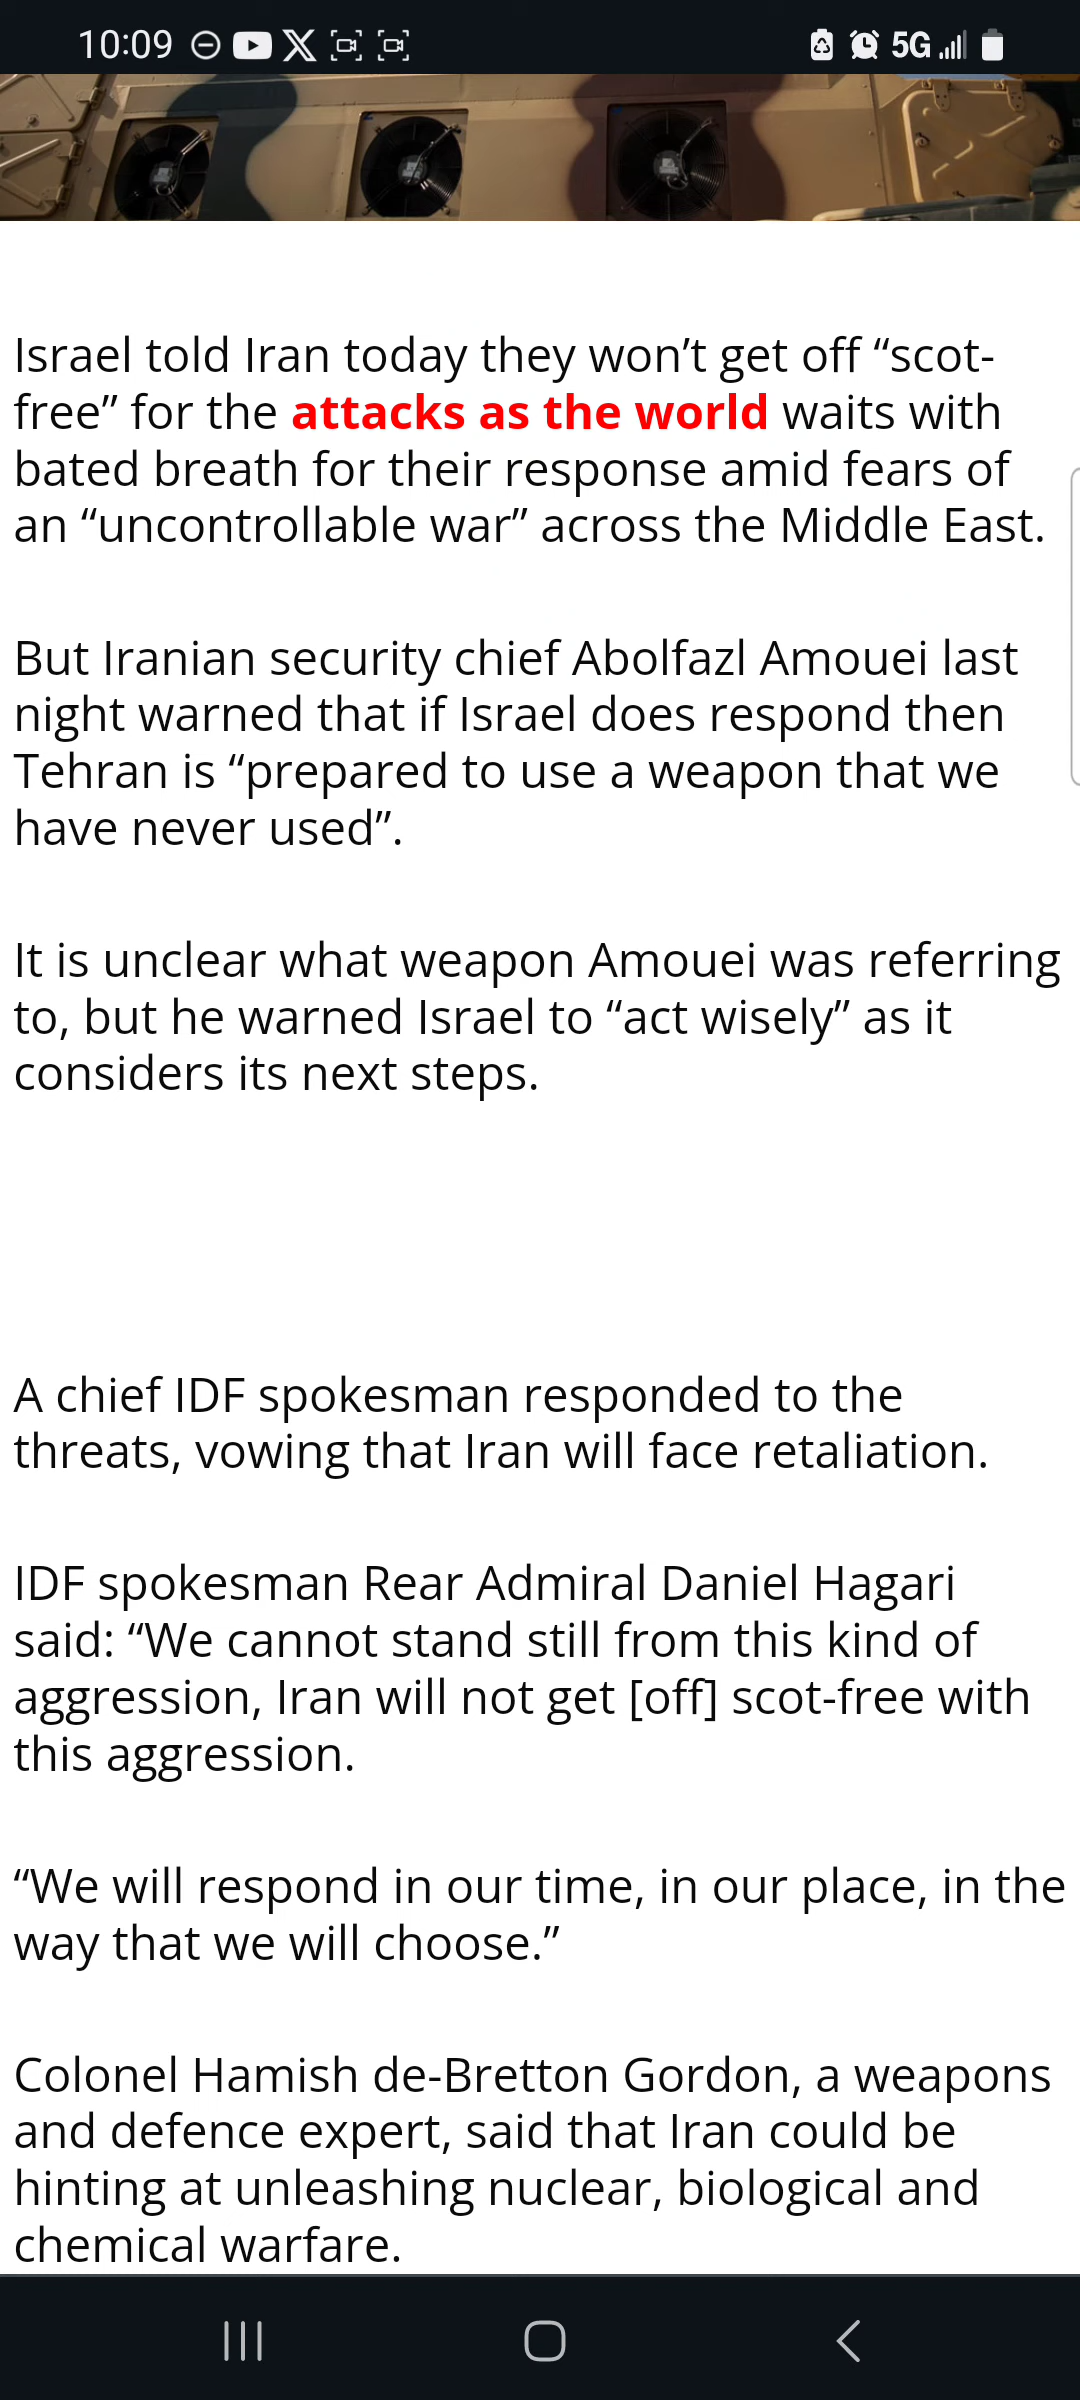 10:09
5G
Israel told Iran today they won’t get off “scot-
free” for the attacks as the world waits with
bated breath for their response amid fears of
an “uncontrollable war” across the Middle East.
But Iranian security chief Abolfazl Amouei last
night warned that if Israel does respond then
Tehran is “prepared to use a weapon that we
have never used”.
It is unclear what weapon Amouei was referring
to, but he warned Israel to “act wisely” as it
considers its next steps.
A chief IDF spokesman responded to the
threats, vowing that Iran will face retaliation.
IDF spokesman Rear Admiral Daniel Hagari
said: “We cannot stand still from this kind of
aggression, Iran will not get [off] scot-free with
this aggression.
“We will respond in our time, in our place, in the
way that we will choose.”
Colonel Hamish de-Bretton Gordon, a weapons
and defence expert, said that Iran could be
hinting at unleashing nuclear, biological and
chemical warfare.